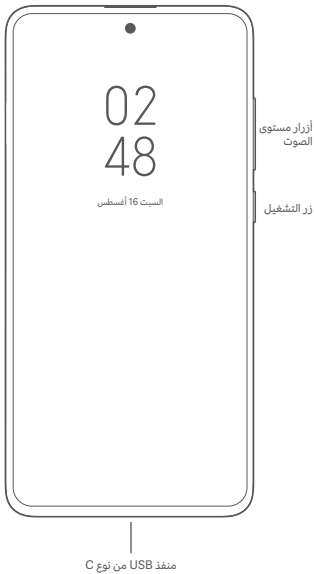 02
48
السبت 16 أغسطس
أزرار مستوى
الصوت
زر التشغيل
منفذ USB من نوع C